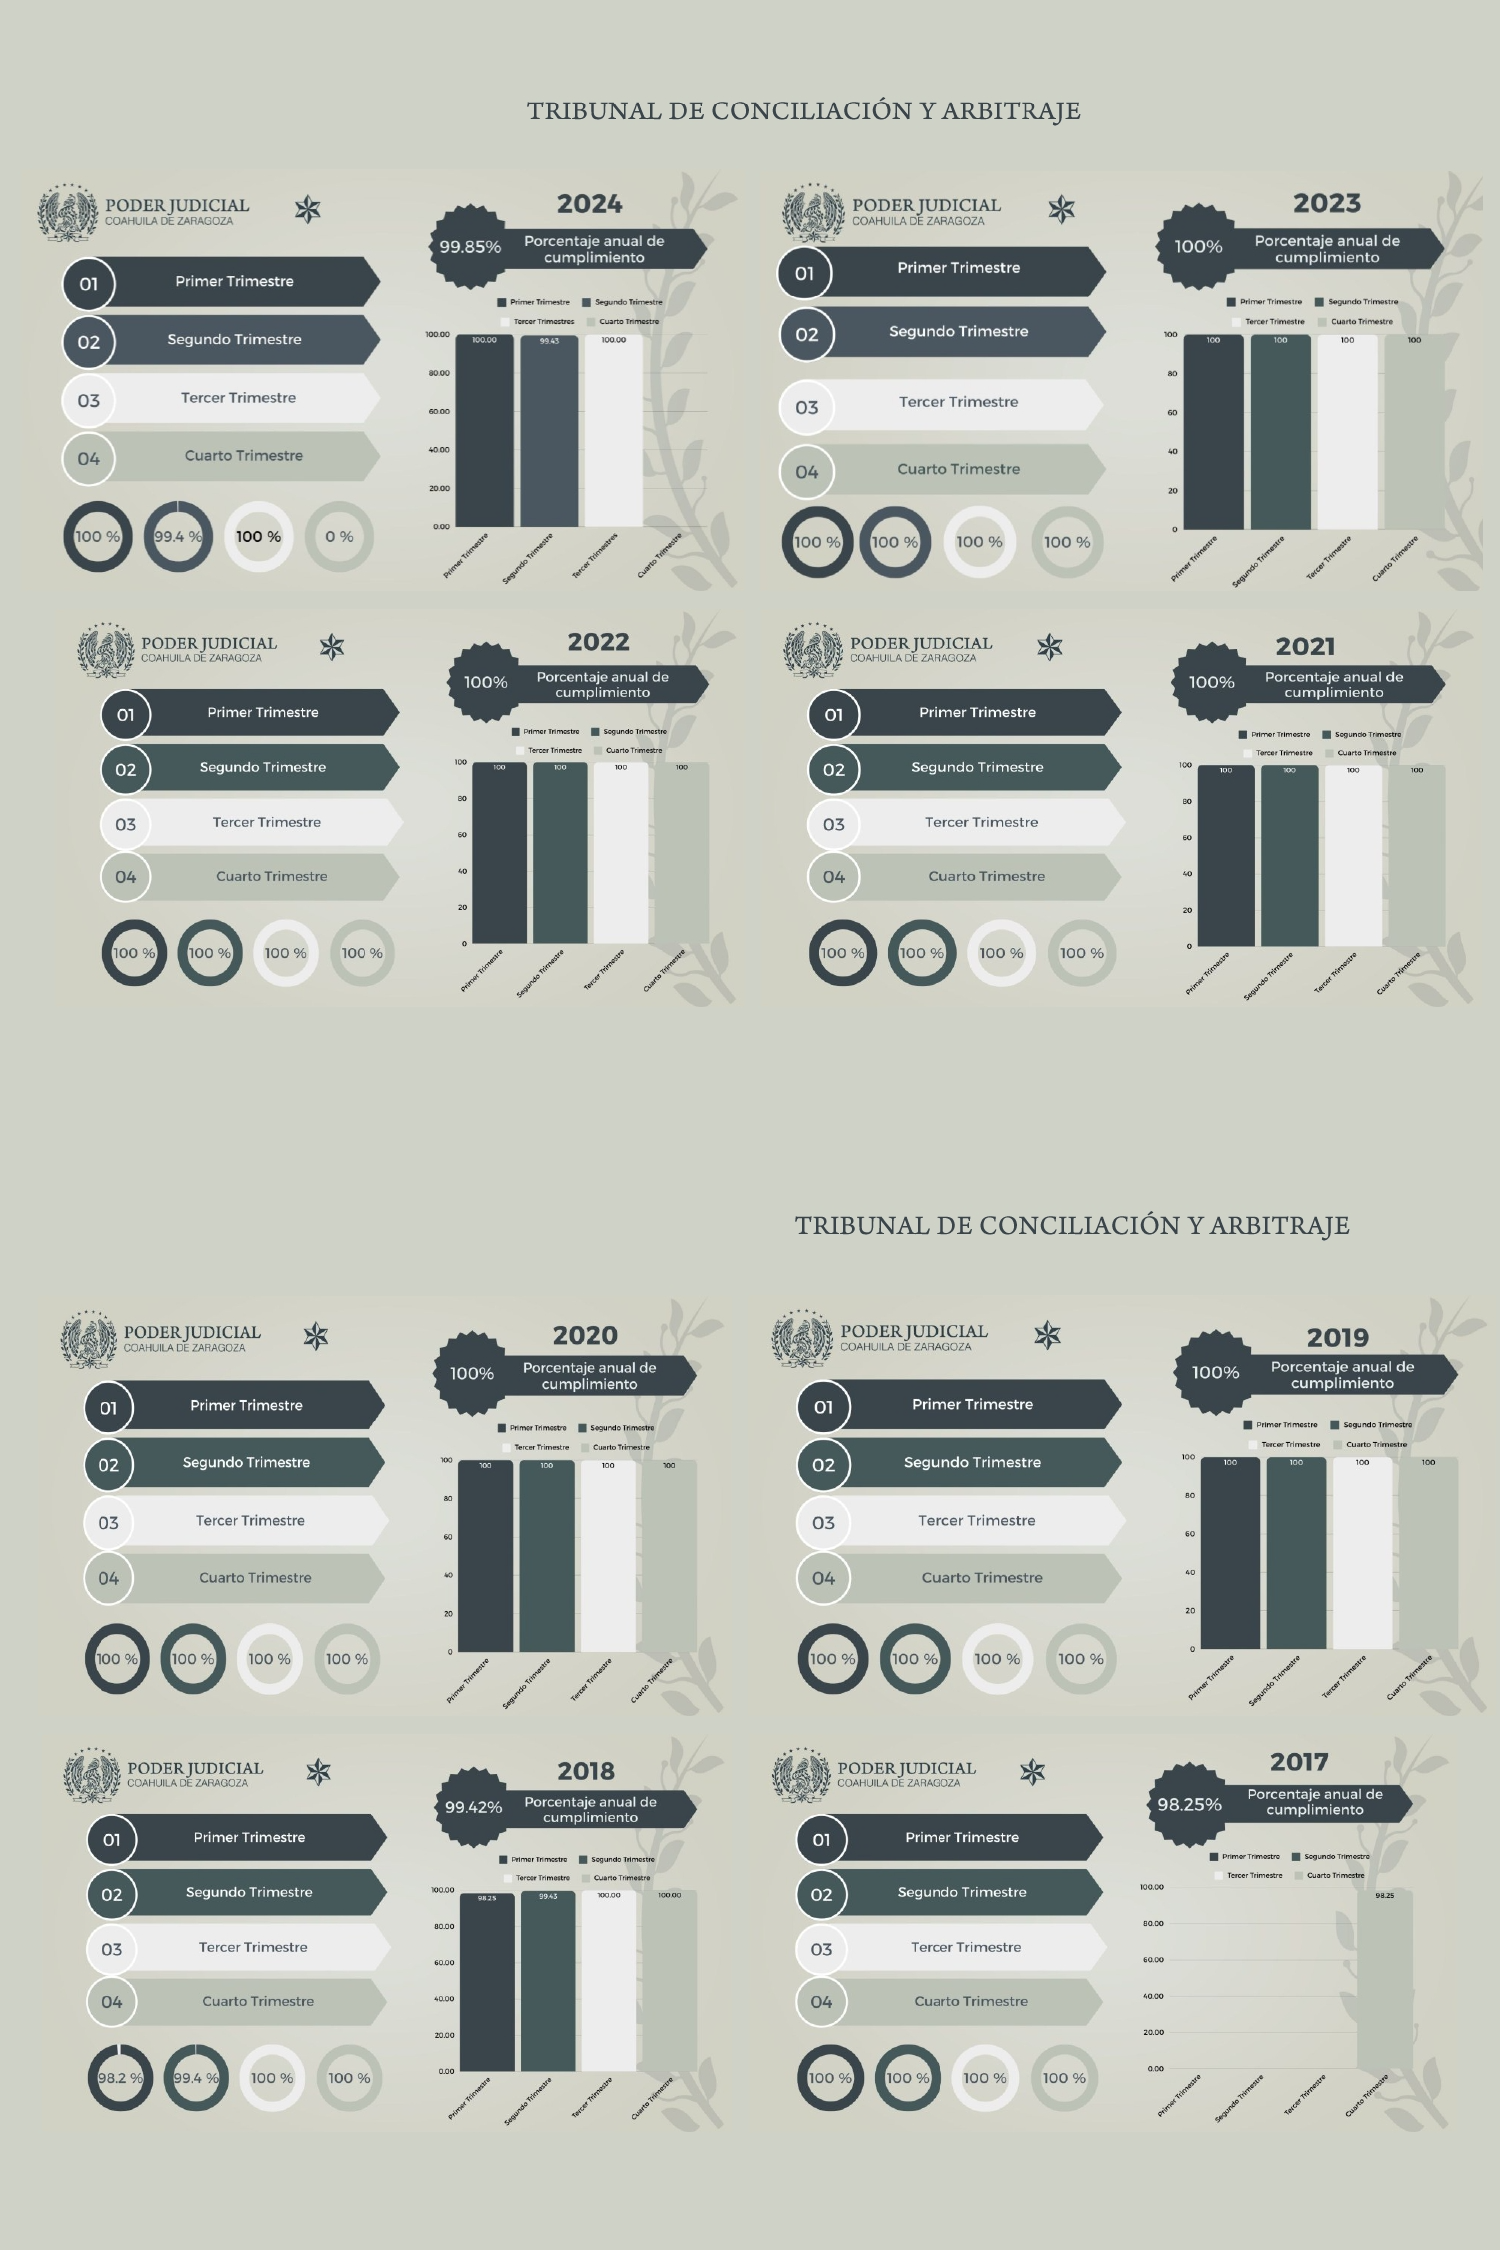 TRIBUNAL DE CONCILIACIÓN Y ARBITRAJE
PODER JUDICIAL
COAHUILA DE ZARAGOZA
01 Primer Trimestre
02 Segundo Trimestre
03 Tercer Trimestre
04 Cuarto Trimestre
100 % 99.4 % 100 % 0 %
2024
99.85% Porcentaje anual de
cumplimiento
Primer Trimestre Segundo Trimestre
Tercer Trimestres Cuarto Trimestre
100.00
80.00
60.00
40.00
20.00
0.00
100.00 99.43 100.00
Primer Trimestre Segundo Trimestre Tercer Trimestres Cuarto Trimestre
PODER JUDICIAL
COAHUILA DE ZARAGOZA
01 Primer Trimestre
02 Segundo Trimestre
03 Tercer Trimestre
04 Cuarto Trimestre
100 % 100 % 100 % 100 %
2023
100% Porcentaje anual de
cumplimiento
Primer Trimestre Segundo Trimestre
Tercer Trimestre Cuarto Trimestre
100
80
60
40
20
0
100 100 100 100
Primer Trimestre Segundo Trimestre Tercer Trimestre Cuarto Trimestre
PODER JUDICIAL
COAHUILA DE ZARAGOZA
01 Primer Trimestre
02 Segundo Trimestre
03 Tercer Trimestre
04 Cuarto Trimestre
100 % 100 % 100 % 100 %
2022
100% Porcentaje anual de
cumplimiento
Primer Trimestre Segundo Trimestre
Tercer Trimestre Cuarto Trimestre
100
80
60
40
20
0
100 100 100 100
Primer Trimestre Segundo Trimestre Tercer Trimestre Cuarto Trimestre
PODER JUDICIAL
COAHUILA DE ZARAGOZA
01 Primer Trimestre
02 Segundo Trimestre
03 Tercer Trimestre
04 Cuarto Trimestre
100 % 100 % 100 % 100 %
2021
100% Porcentaje anual de
cumplimiento
Primer Trimestre Segundo Trimestre
Tercer Trimestre Cuarto Trimestre
100
80
60
40
20
0
100 100 100 100
Primer Trimestre Segundo Trimestre Tercer Trimestre Cuarto Trimestre
TRIBUNAL DE CONCILIACIÓN Y ARBITRAJE
PODER JUDICIAL
COAHUILA DE ZARAGOZA
01 Primer Trimestre
02 Segundo Trimestre
03 Tercer Trimestre
04 Cuarto Trimestre
100 % 100 % 100 % 100 %
2020
100% Porcentaje anual de
cumplimiento
Primer Trimestre Segundo Trimestre
Tercer Trimestre Cuarto Trimestre
100
80
60
40
20
0
100 100 100 100
Primer Trimestre Segundo Trimestre Tercer Trimestre Cuarto Trimestre
PODER JUDICIAL
COAHUILA DE ZARAGOZA
01 Primer Trimestre
02 Segundo Trimestre
03 Tercer Trimestre
04 Cuarto Trimestre
100 % 100 % 100 % 100 %
2019
100% Porcentaje anual de
cumplimiento
Primer Trimestre Segundo Trimestre
Tercer Trimestre Cuarto Trimestre
100
80
60
40
20
0
100 100 100 100
Primer Trimestre Segundo Trimestre Tercer Trimestre Cuarto Trimestre
PODER JUDICIAL
COAHUILA DE ZARAGOZA
01 Primer Trimestre
02 Segundo Trimestre
03 Tercer Trimestre
04 Cuarto Trimestre
98.2 % 99.4 % 100 % 100 %
2018
99.42% Porcentaje anual de
cumplimiento
Primer Trimestre Segundo Trimestre
Tercer Trimestre Cuarto Trimestre
100.00
80.00
60.00
40.00
20.00
0.00
98.25 99.43 100.00 100.00
Primer Trimestre Segundo Trimestre Tercer Trimestre Cuarto Trimestre
PODER JUDICIAL
COAHUILA DE ZARAGOZA
01 Primer Trimestre
02 Segundo Trimestre
03 Tercer Trimestre
04 Cuarto Trimestre
100 % 100 % 100 % 100 %
2017
98.25% Porcentaje anual de
cumplimiento
Primer Trimestre Segundo Trimestre
Tercer Trimestre Cuarto Trimestre
100.00
80.00
60.00
40.00
20.00
0.00
98.25
Primer Trimestre Segundo Trimestre Tercer Trimestre Cuarto Trimestre